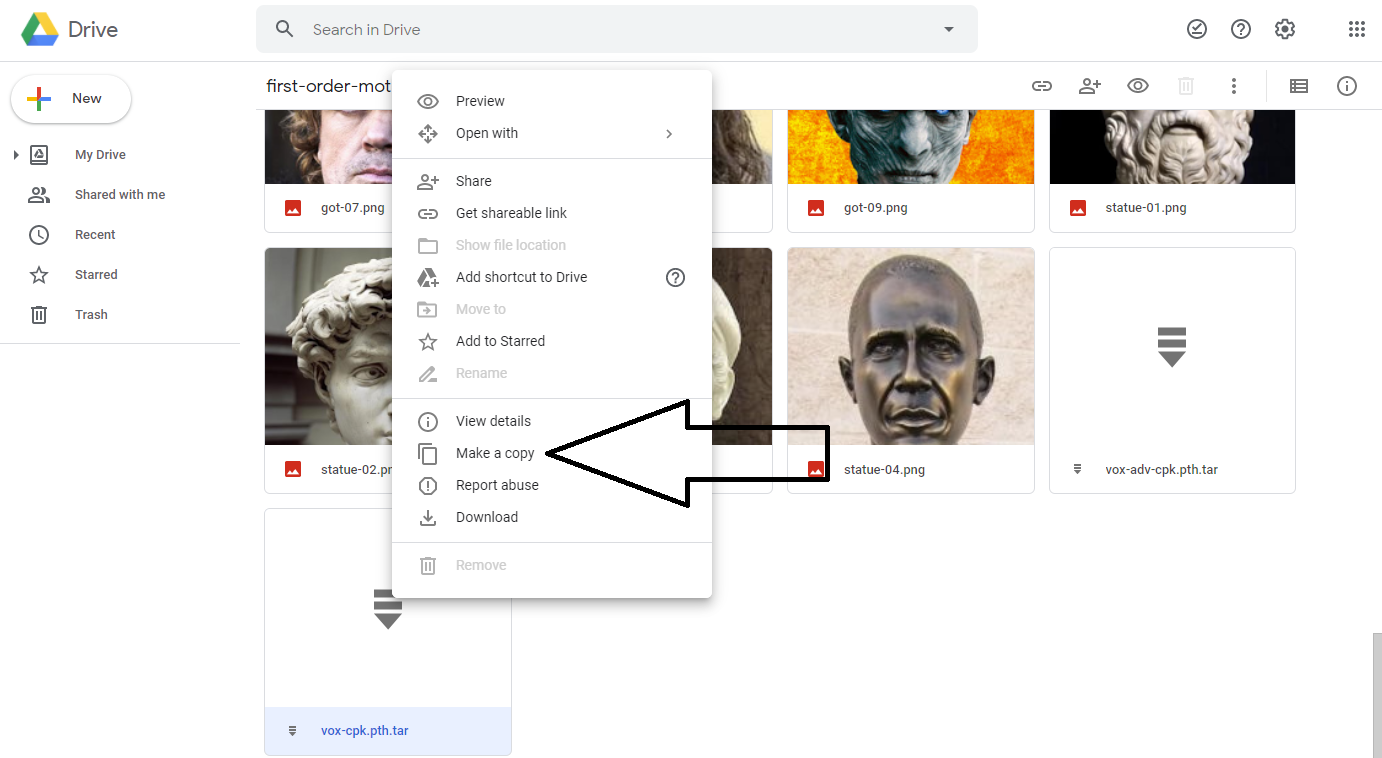 Drive
Search in Drive
New
My Drive
Shared with me
Recent
Starred
Trash
first-order-mot
Preview
Open with
Share
Get shareable link
Show file location
Add shortcut to Drive
Move to
Add to Starred
Rename
View details
Make a copy
Report abuse
Download
Remove
got-07.png
got-09.png
statue-01.png
statue-02.pn
statue-04.png
vox-adv-cpk.pth.tar
vox-cpk.pth.tar